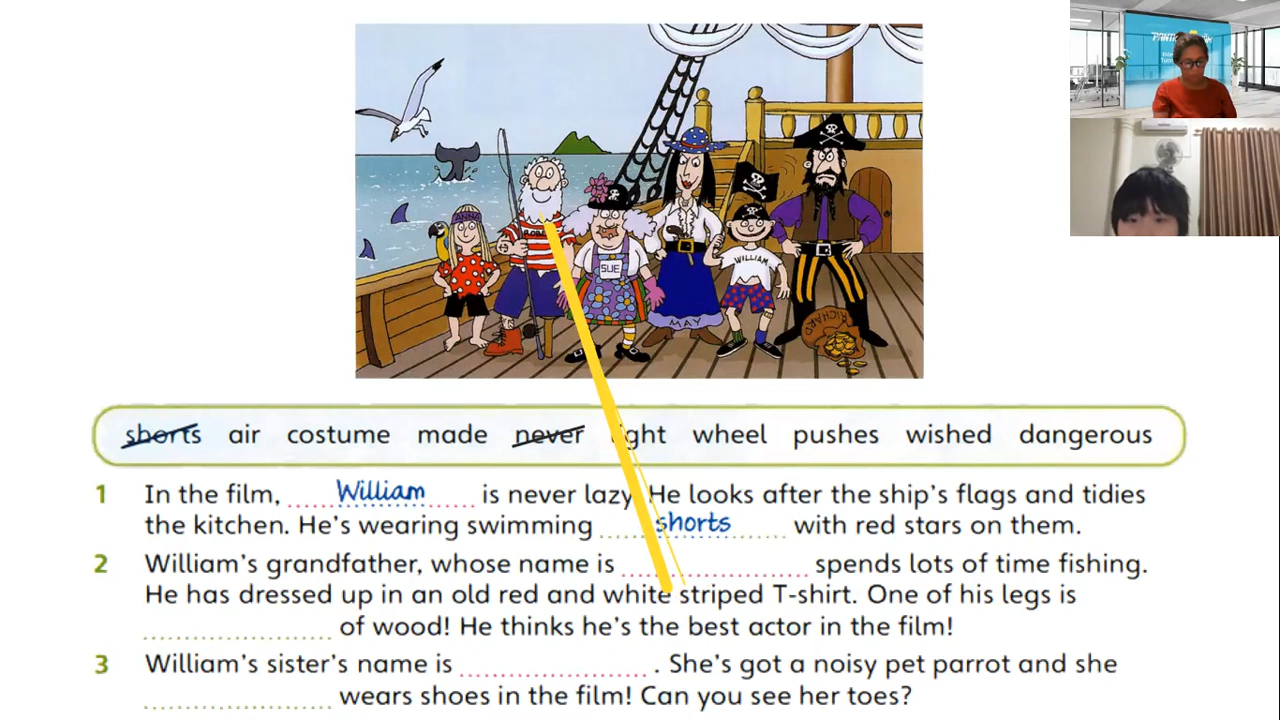 ANNA
SUE
WILLIAM
MAY
RICHARD
shorts air costume made never light wheel pushes wished dangerous
1 In the film, William is never lazy. He looks after the ship's flags and tidies
the kitchen. He's wearing swimming shorts with red stars on them.
2 William's grandfather, whose name is spends lots of time fishing.
He has dressed up in an old red and white striped T-shirt. One of his legs is
of wood! He thinks he's the best actor in the film!
3 William's sister's name is . She's got a noisy pet parrot and she
wears shoes in the film! Can you see her toes?